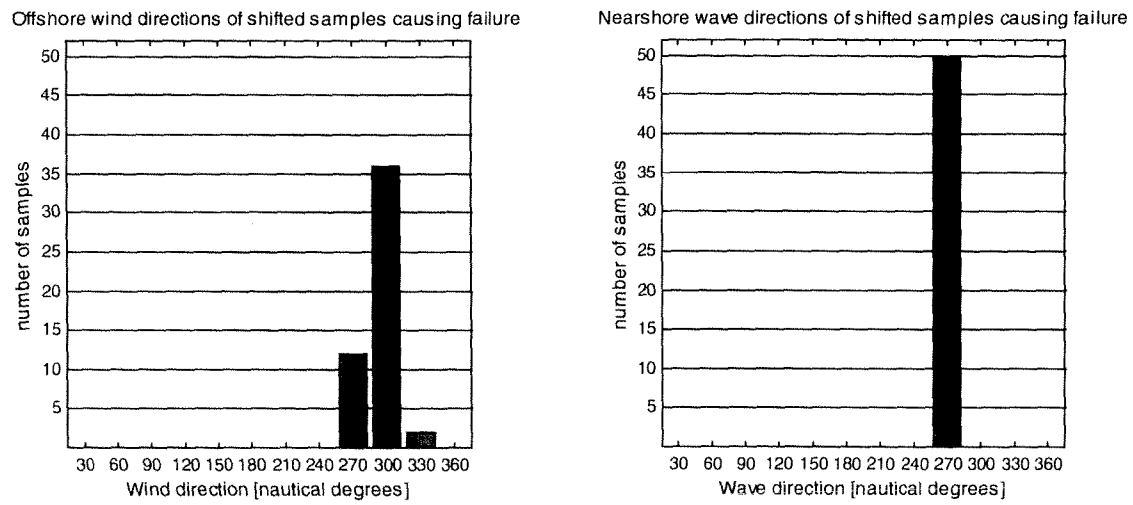 Offshore wind directions of shifted samples causing failure
50
45
40
35
30
25
20
15
10
5
number of samples
30 60 90 120 150 180 210 240 270 300 330 360
Wind direction [nautical degrees]
Nearshore wave directions of shifted samples causing failure
50
45
40
35
30
25
20
15
10
5
number of samples
30 60 90 120 150 180 210 240 270 300 330 360
Wave direction [nautical degrees]